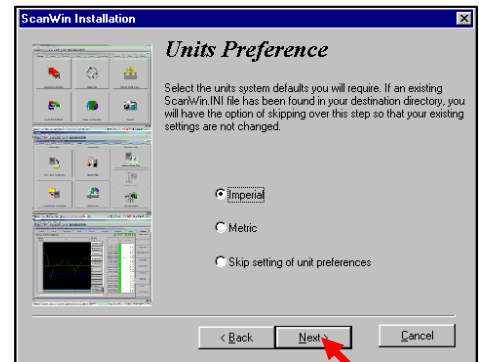 ScanWin Installation
Units Preference
Select the units system defaults you will require. If an existing
ScanWin.INI file has been found in your destination directory, you
will have the option of skipping over this step so that your existing
settings are not changed.
Imperial
Metric
Skip setting of unit preferences
< Back
Next >
Cancel